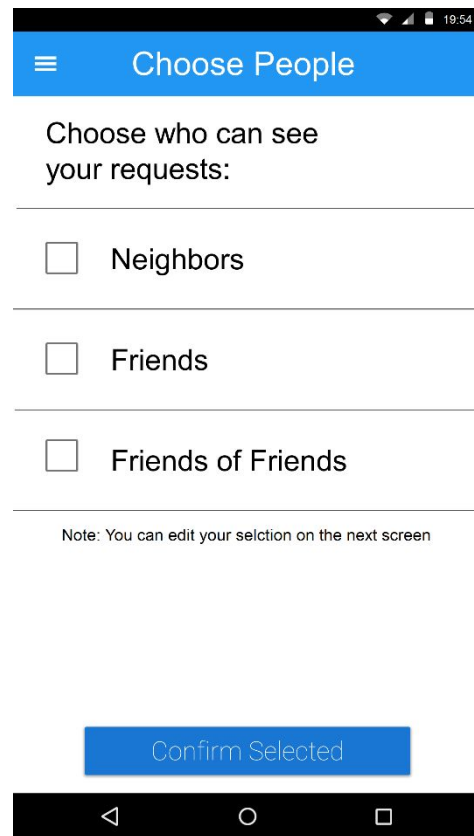 19:54
Choose People
Choose who can see
your requests:
Neighbors
Friends
Friends of Friends
Note: You can edit your selction on the next screen
Confirm Selected